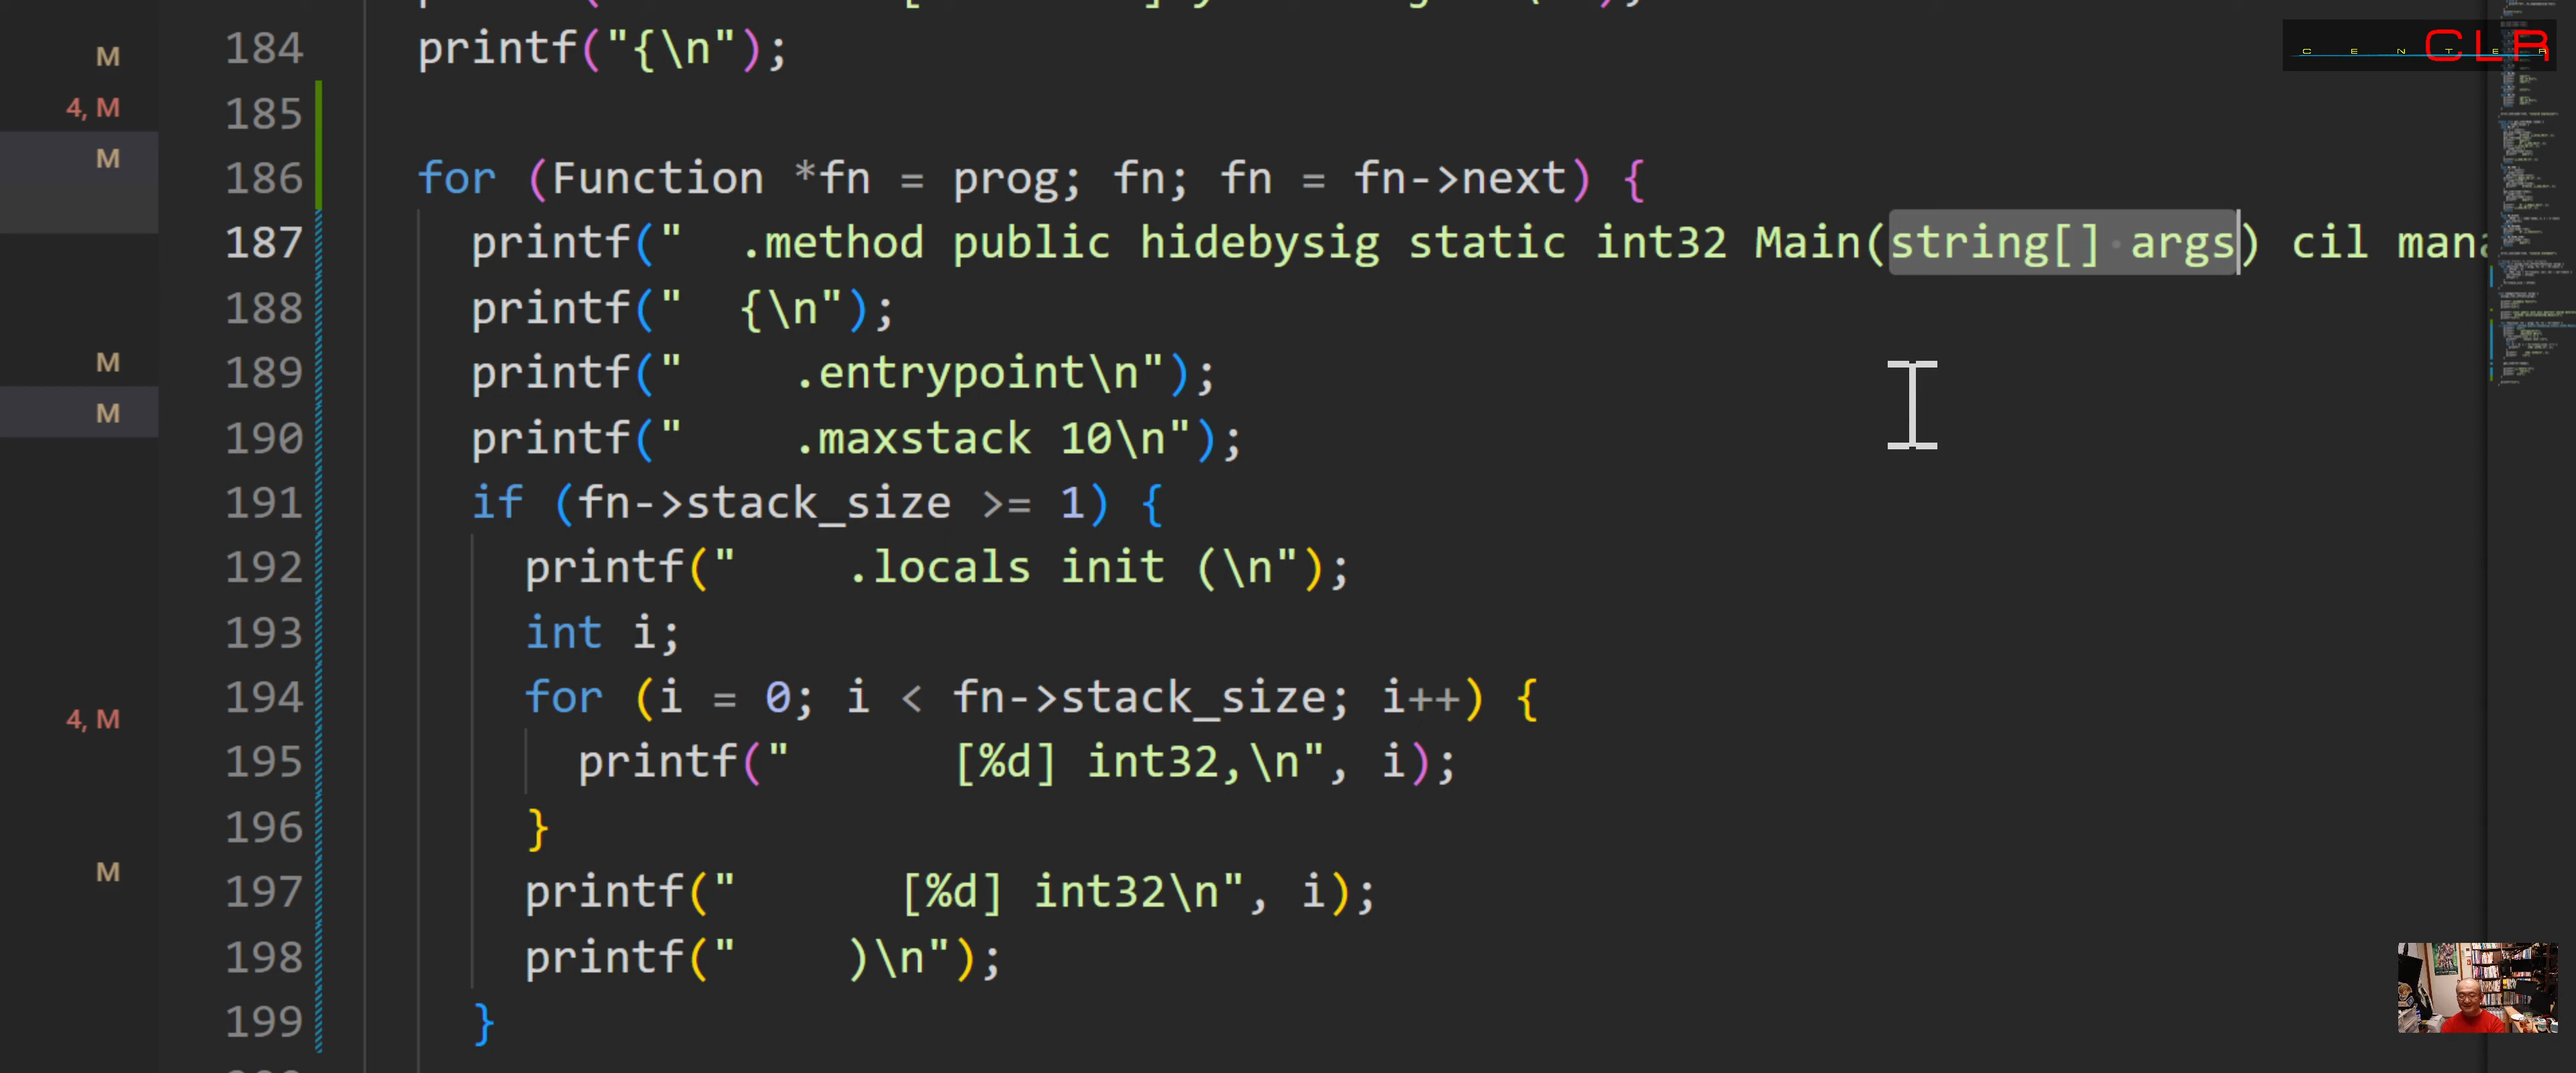 CENTER CLR
M 184 printf("{\n");
4, M 185
M 186 for (Function *fn = prog; fn; fn = fn->next) {
187 printf("  .method public hidebysig static int32 Main(string[] args) cil mana
188 printf("  {\n");
M 189 printf("    .entrypoint\n");
M 190 printf("    .maxstack 10\n");
191 if (fn->stack_size >= 1) {
192 printf("    .locals init (\n");
193 int i;
4, M 194 for (i = 0; i < fn->stack_size; i++) {
195 printf("      [%d] int32,\n", i);
196 }
M 197 printf("      [%d] int32\n", i);
198 printf("    )\n");
199 }